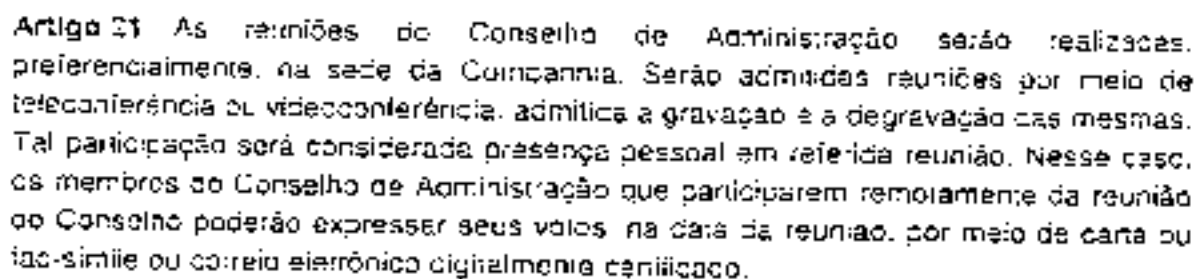 Artigo 21 As reuniões do Conselho de Administração serão realizadas,
preferencialmente, na sede da Companhia. Serão admitidas reuniões por meio de
teleconferência ou videoconferência, admitida a gravação e a degravação das mesmas.
Tal participação será considerada presença pessoal em referida reunião. Nesse caso,
os membros do Conselho de Administração que participarem remotamente da reunião
do Conselho poderão expressar seus votos, na data da reunião, por meio de carta ou
fac-símile ou correio eletrônico digitalmente certificado.